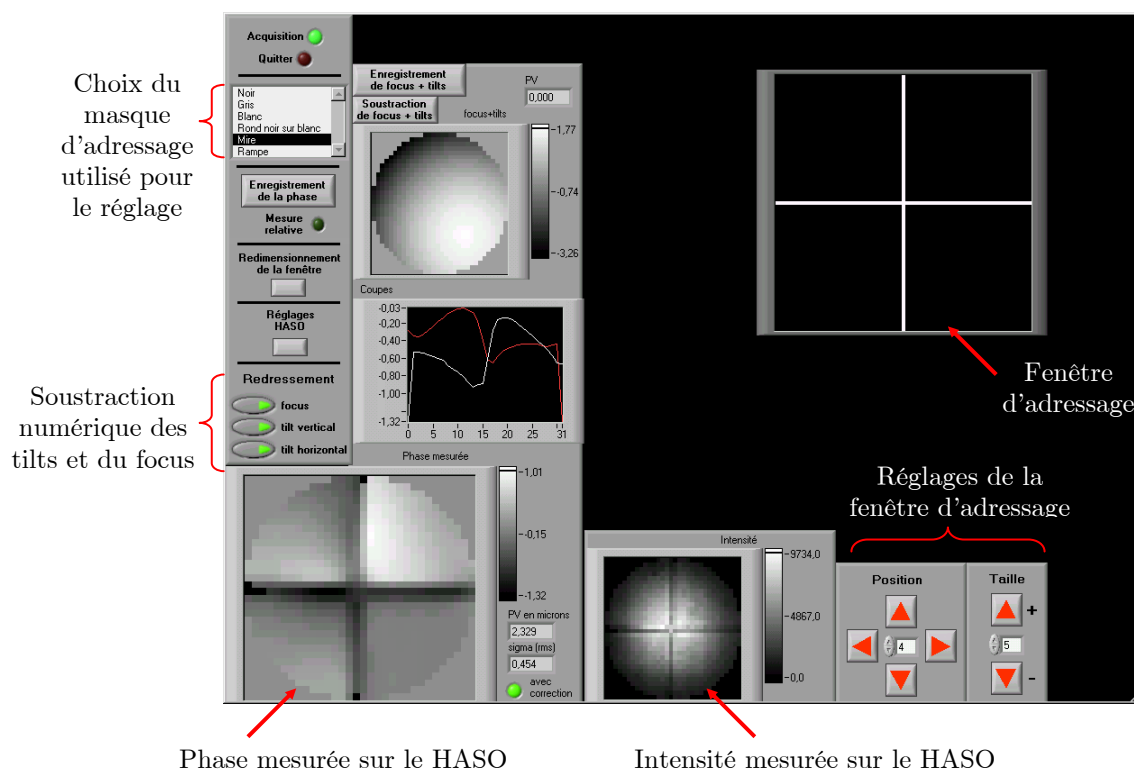 Choix du
masque
d'adressage
utilisé pour
le réglage
Acquisition
Quitter
Noir
Gris
Blanc
Rond noir sur blanc
Mire
Rampe
Enregistrement
de la phase
Mesure
relative
Redimensionnement
de la fenêtre
Réglages
HASO
Redressement
focus
tilt vertical
tilt horizontal
Soustraction
numérique des
tilts et du focus
Enregistrement
de focus + tilts
Soustraction
de focus + tilts
focus+tilts
PV
0,000
-1,77
-0,74
-3,26
Coupes
-0,03
-0,20
-0,40
-0,60
-0,80
-1,00
-1,32
0 5 10 15 20 25 31
Phase mesurée
-1,01
-0,15
-1,32
PV en microns
2,329
sigma (rms)
0,454
avec
correction
Fenêtre
d'adressage
Réglages de la
fenêtre d'adressage
Intensité
-9734,0
-4867,0
-0,0
Position
4
Taille
+
5
-
Phase mesurée sur le HASO
Intensité mesurée sur le HASO